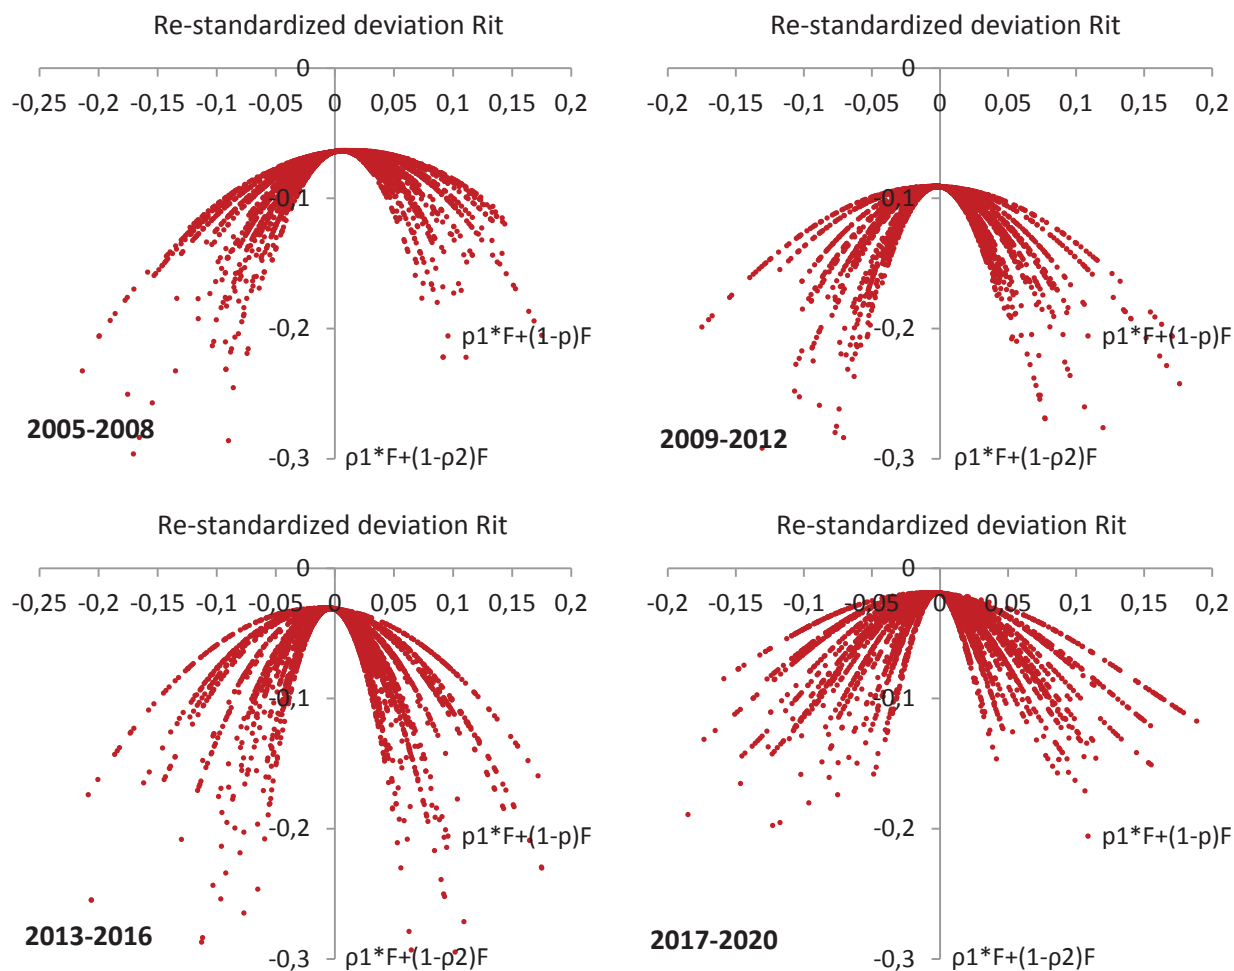 Re-standardized deviation Rit
0
-0,25 -0,2 -0,15 -0,1 -0,05 0 0,05 0,1 0,15 0,2
-0,1
-0,2
p1*F+(1-p)F
2005-2008
-0,3
ρ1*F+(1-ρ2)F
Re-standardized deviation Rit
0
-0,2 -0,15 -0,1 -0,05 0 0,05 0,1 0,15 0,2
-0,1
-0,2
p1*F+(1-p)F
2009-2012
-0,3
ρ1*F+(1-ρ2)F
Re-standardized deviation Rit
0
-0,25 -0,2 -0,15 -0,1 -0,05 0 0,05 0,1 0,15 0,2
-0,1
-0,2
p1*F+(1-p)F
2013-2016
-0,3
ρ1*F+(1-ρ2)F
Re-standardized deviation Rit
0
-0,2 -0,15 -0,1 -0,05 0 0,05 0,1 0,15 0,2
-0,1
-0,2
p1*F+(1-p)F
2017-2020
-0,3
ρ1*F+(1-ρ2)F